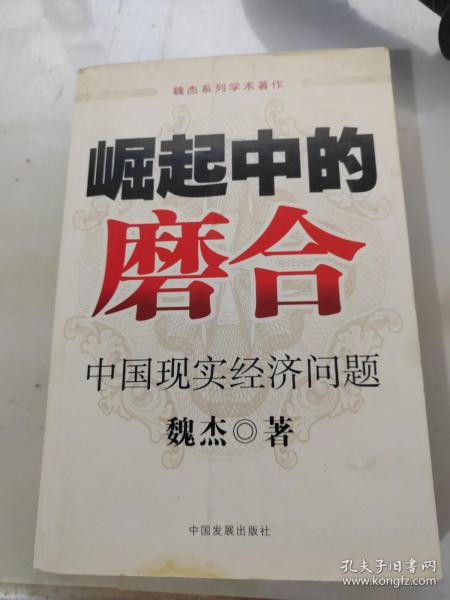 魏杰系列学术著作
崛起中的
磨合
中国现实经济问题
魏杰◎著
中国发展出版社
孔夫子旧书网
www.kongfz.com